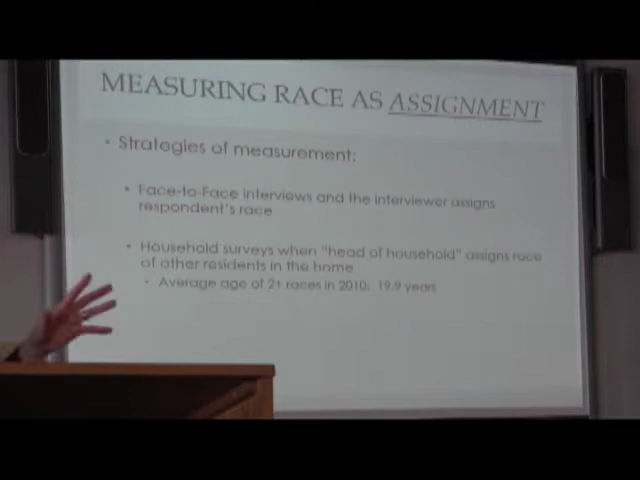 MEASURING RACE AS ASSIGNMENT
• Strategies of measurement:
• Face-to-Face interviews and the interviewer assigns
respondent's race
• Household surveys when "head of household" assigns race
of other residents in the home
• Average age of 2+ races in 2010: 19.9 years